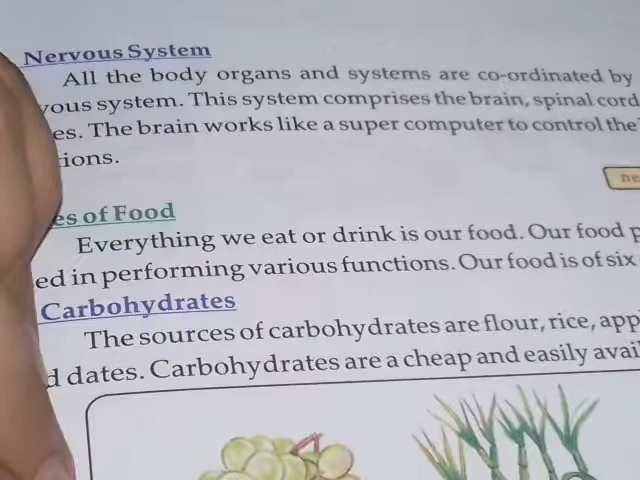 Nervous System
All the body organs and systems are co-ordinated by
vous system. This system comprises the brain, spinal cord
es. The brain works like a super computer to control the
ions.
ne
es of Food
Everything we eat or drink is our food. Our food p
ed in performing various functions. Our food is of six
Carbohydrates
The sources of carbohydrates are flour, rice, app
d dates. Carbohydrates are a cheap and easily avai